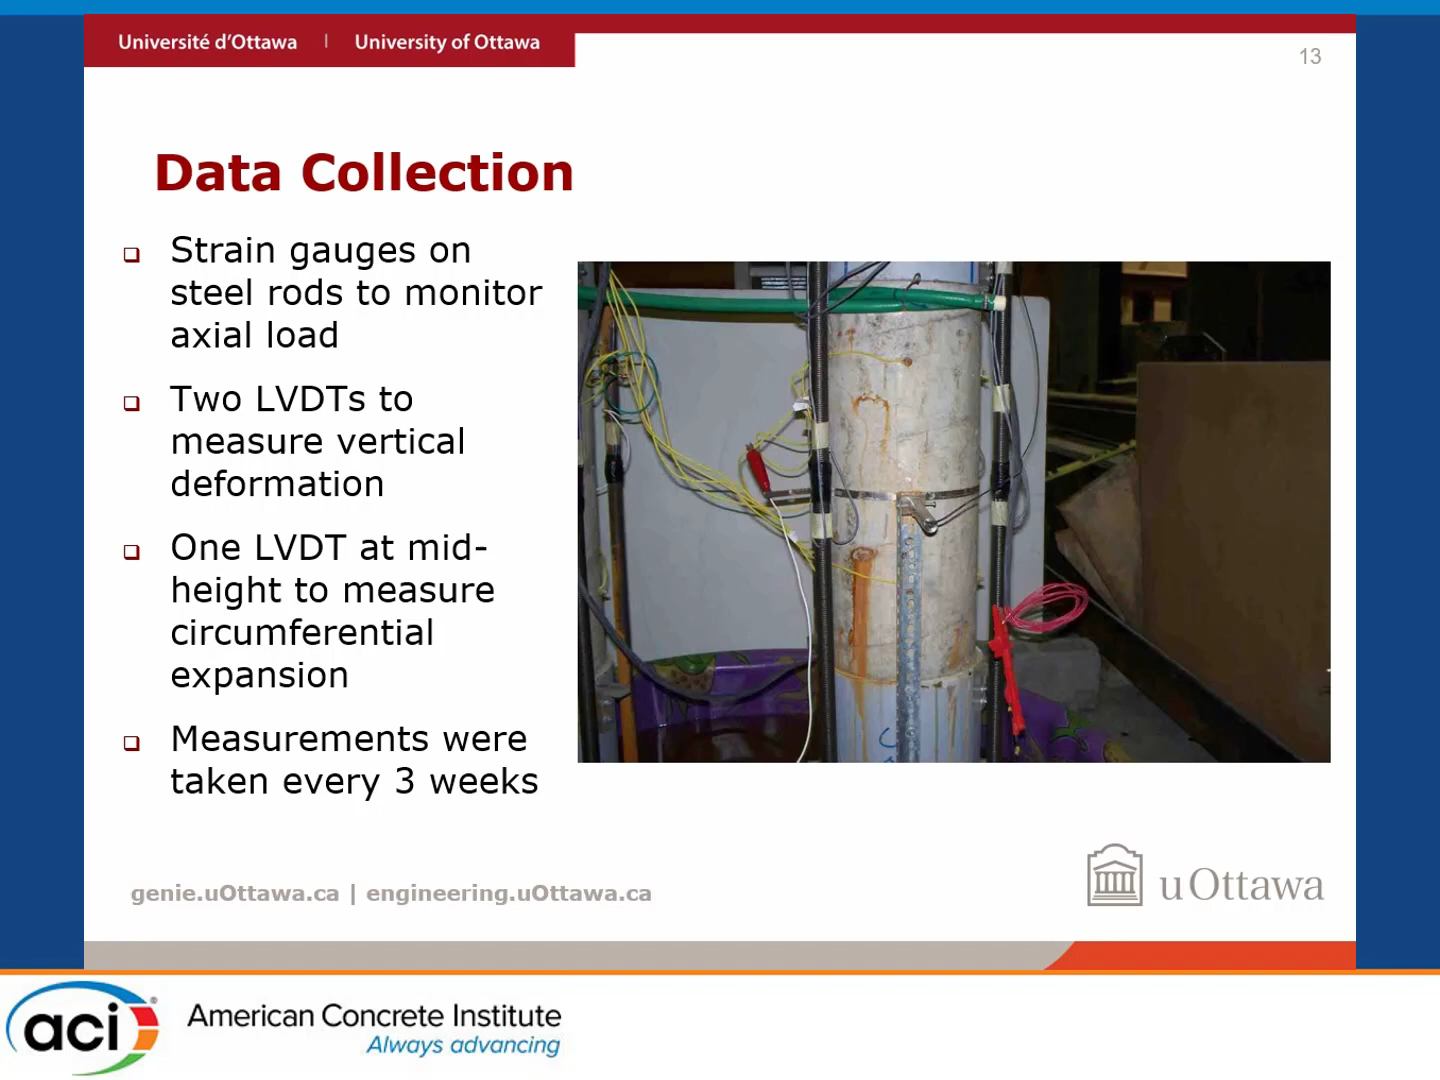 Université d'Ottawa | University of Ottawa
13
Data Collection
❑ Strain gauges on
steel rods to monitor
axial load
❑ Two LVDTs to
measure vertical
deformation
❑ One LVDT at mid-
height to measure
circumferential
expansion
❑ Measurements were
taken every 3 weeks
genie.uOttawa.ca | engineering.uOttawa.ca
uOttawa
aci®
American Concrete Institute
Always advancing